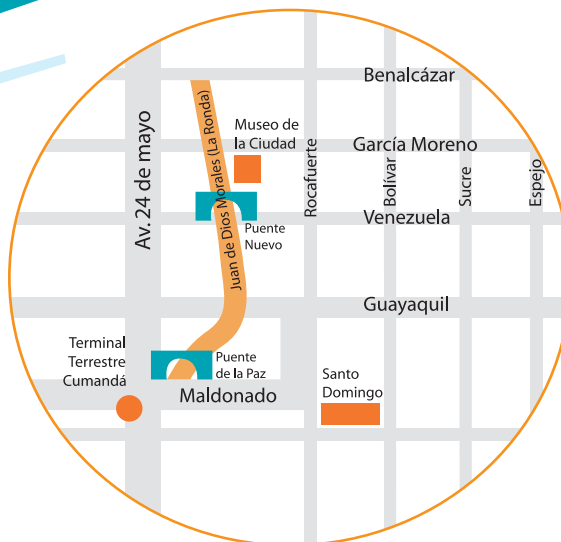 Benalcázar
Museo de
la Ciudad
García Moreno
Av. 24 de mayo
Juan de Dios Morales (La Ronda)
Rocafuerte
Bolívar
Sucre
Espejo
Venezuela
Puente
Nuevo
Guayaquil
Terminal
Terrestre
Cumandá
Puente
de la Paz
Maldonado
Santo
Domingo